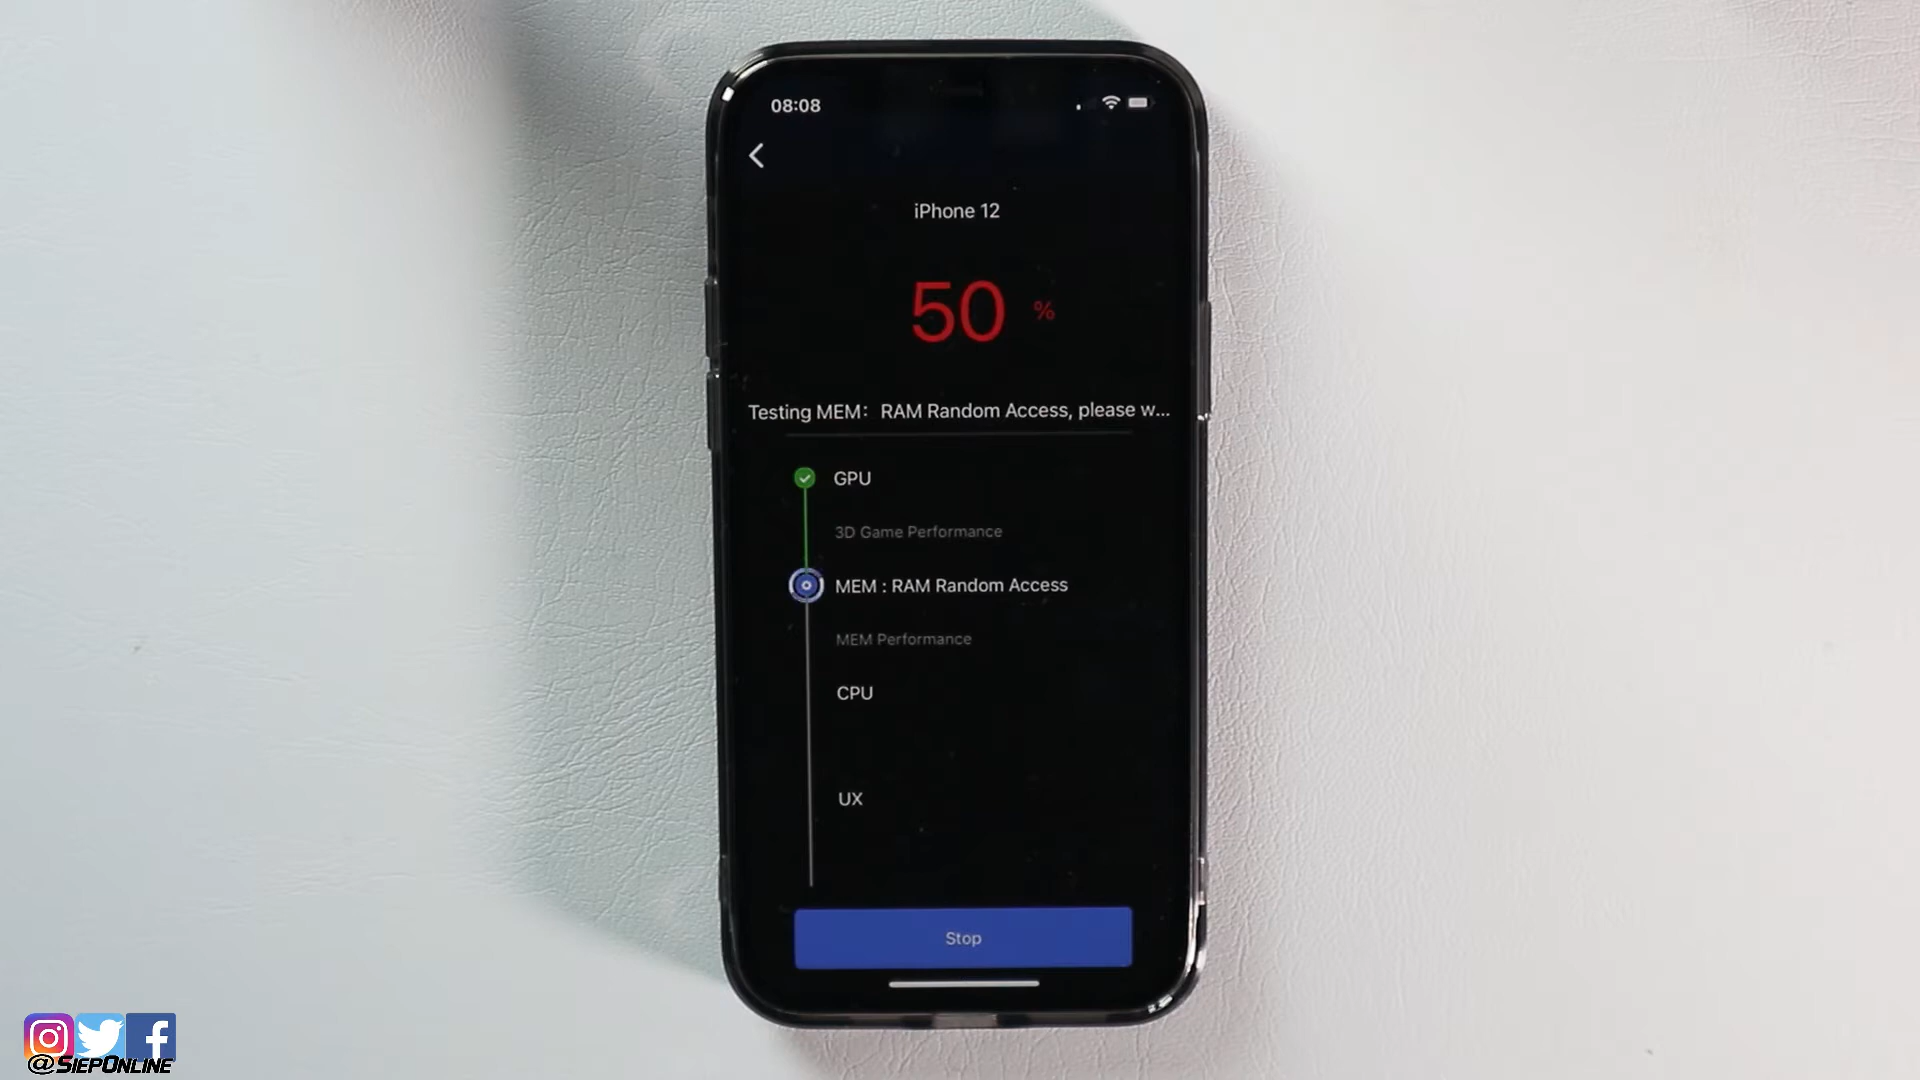 08:08
iPhone 12
50 %
Testing MEM: RAM Random Access, please w...
GPU
3D Game Performance
MEM : RAM Random Access
MEM Performance
CPU
UX
Stop
@SiepOnline